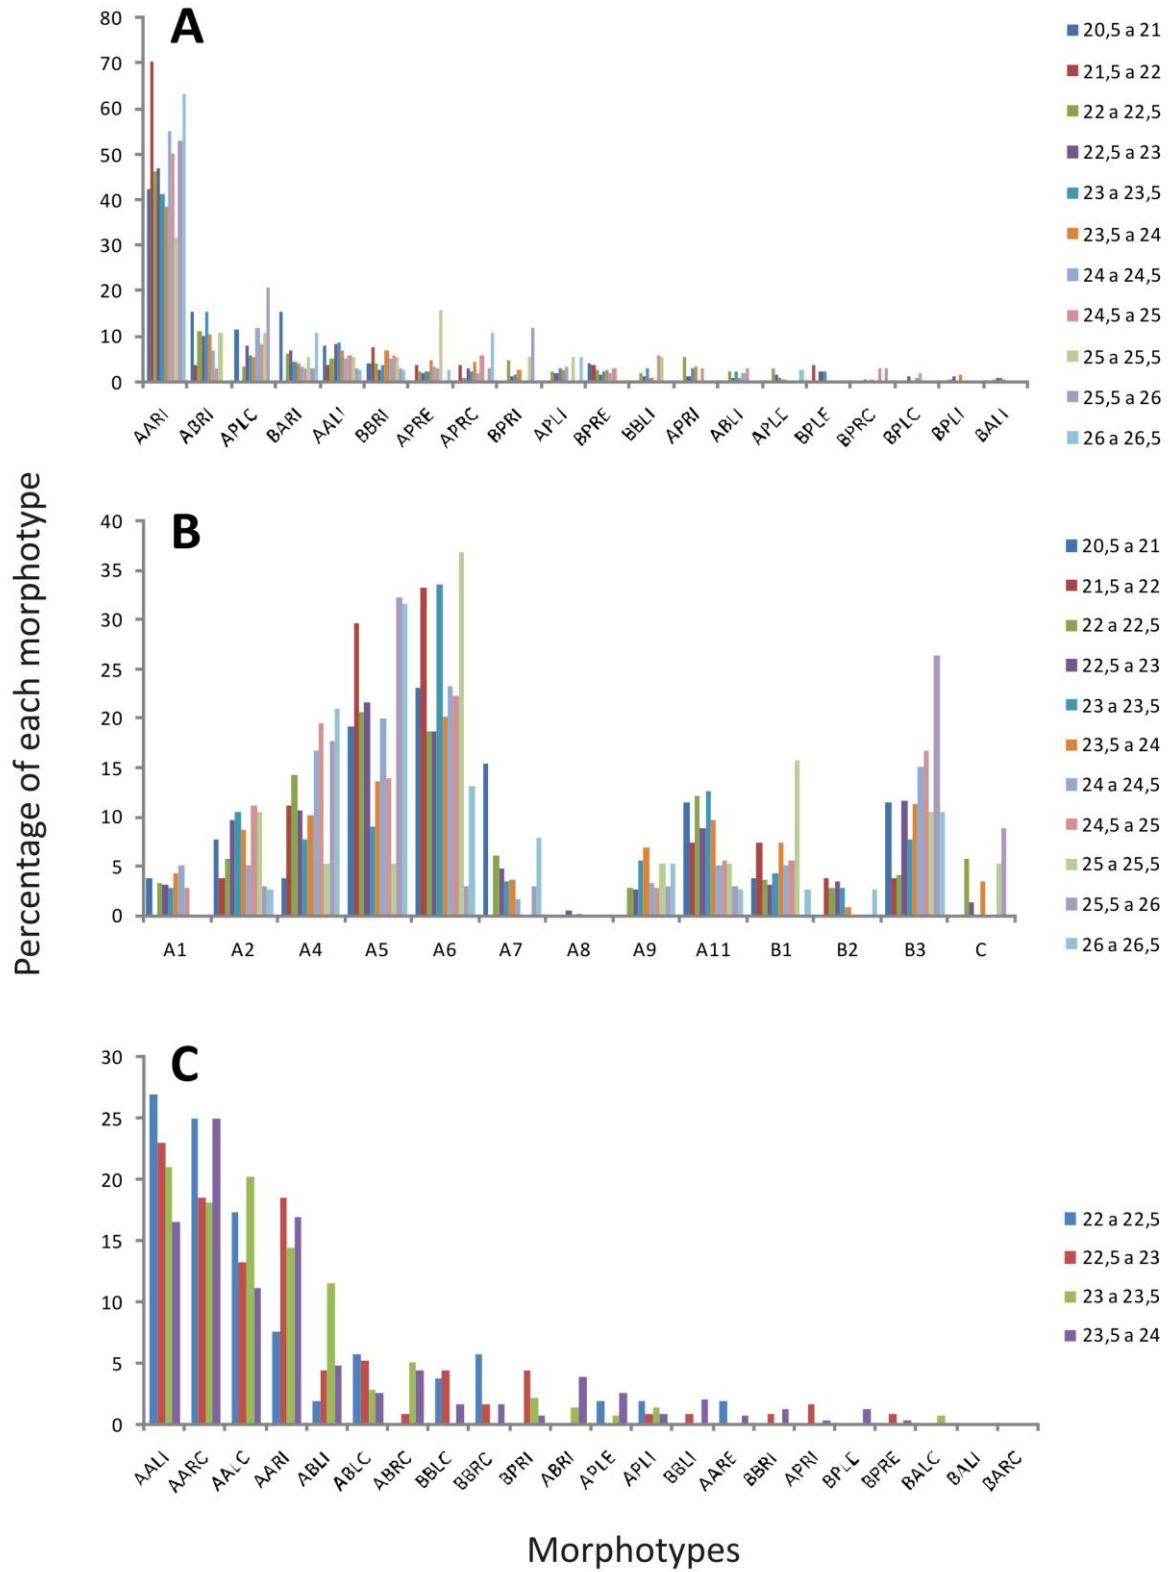 A
80
70
60
50
40
30
20
10
0
AARI ABRI APLC BARI AALI BBRI APRE APRC BPRI APLI BPRE BBLI APRI ABLI APLE BPLE BPRC BPLC BPLI BALI
20,5 a 21
21,5 a 22
22 a 22,5
22,5 a 23
23 a 23,5
23,5 a 24
24 a 24,5
24,5 a 25
25 a 25,5
25,5 a 26
26 a 26,5
Percentage of each morphotype
B
40
35
30
25
20
15
10
5
0
A1 A2 A4 A5 A6 A7 A8 A9 A11 B1 B2 B3 C
20,5 a 21
21,5 a 22
22 a 22,5
22,5 a 23
23 a 23,5
23,5 a 24
24 a 24,5
24,5 a 25
25 a 25,5
25,5 a 26
26 a 26,5
C
30
25
20
15
10
5
0
AALI AARC AALC AARI ABLI ABLC ABRC BBLC BBRC BPRI ABRI APLE APLI BBLI AARE BBRI APRI BPLE BPRE BALC BALI BARC
22 a 22,5
22,5 a 23
23 a 23,5
23,5 a 24
Morphotypes